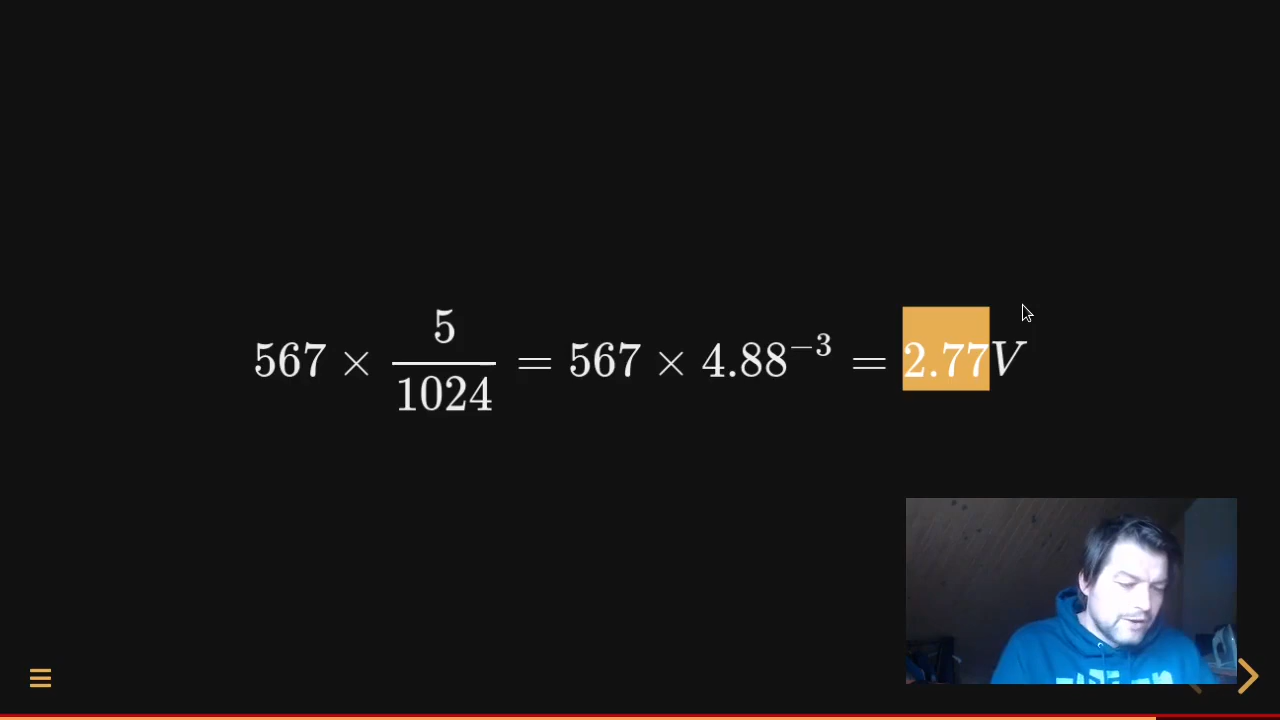 567 × 5/1024 = 567 × 4.88⁻³ = 2.77V